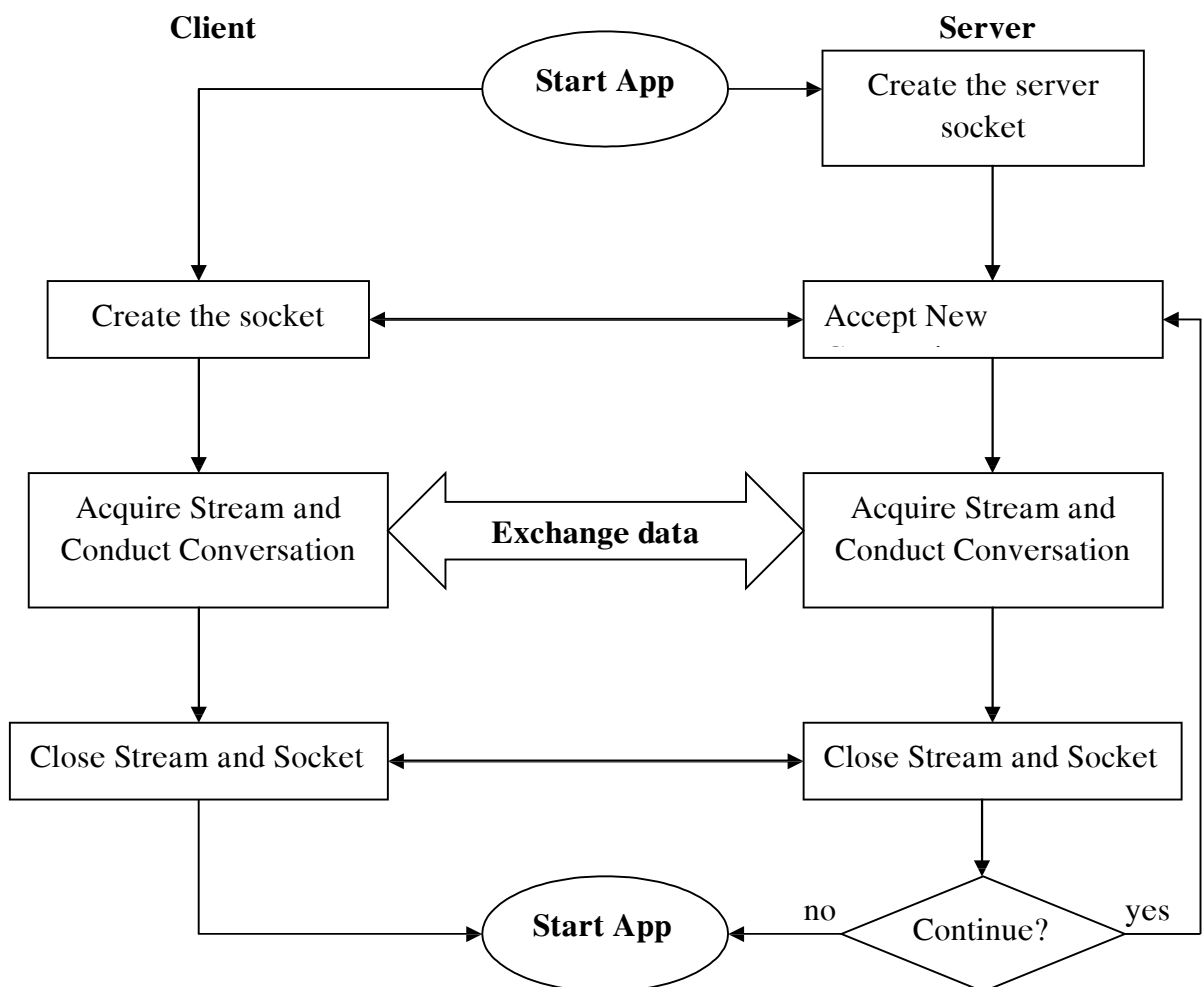 Client
Server
Start App
Create the server
socket
Create the socket
Accept New
Acquire Stream and
Conduct Conversation
Exchange data
Acquire Stream and
Conduct Conversation
Close Stream and Socket
Close Stream and Socket
Start App
no
Continue?
yes